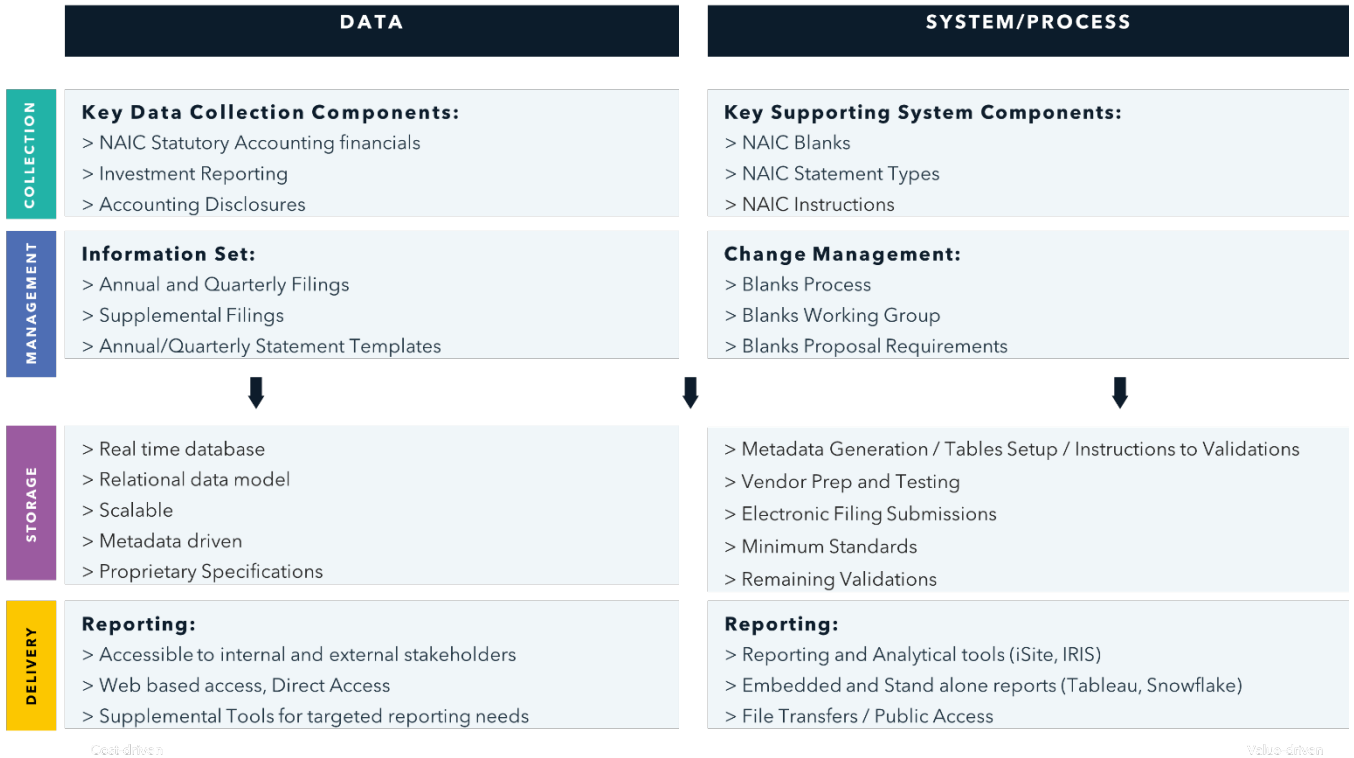 DATA
SYSTEM/PROCESS
COLLECTION
Key Data Collection Components:
> NAIC Statutory Accounting financials
> Investment Reporting
> Accounting Disclosures
Key Supporting System Components:
> NAIC Blanks
> NAIC Statement Types
> NAIC Instructions
MANAGEMENT
Information Set:
> Annual and Quarterly Filings
> Supplemental Filings
> Annual/Quarterly Statement Templates
Change Management:
> Blanks Process
> Blanks Working Group
> Blanks Proposal Requirements
STORAGE
> Real time database
> Relational data model
> Scalable
> Metadata driven
> Proprietary Specifications
> Metadata Generation / Tables Setup / Instructions to Validations
> Vendor Prep and Testing
> Electronic Filing Submissions
> Minimum Standards
> Remaining Validations
DELIVERY
Reporting:
> Accessible to internal and external stakeholders
> Web based access, Direct Access
> Supplemental Tools for targeted reporting needs
Reporting:
> Reporting and Analytical tools (iSite, IRIS)
> Embedded and Stand alone reports (Tableau, Snowflake)
> File Transfers / Public Access
Cost-driven
Value-driven